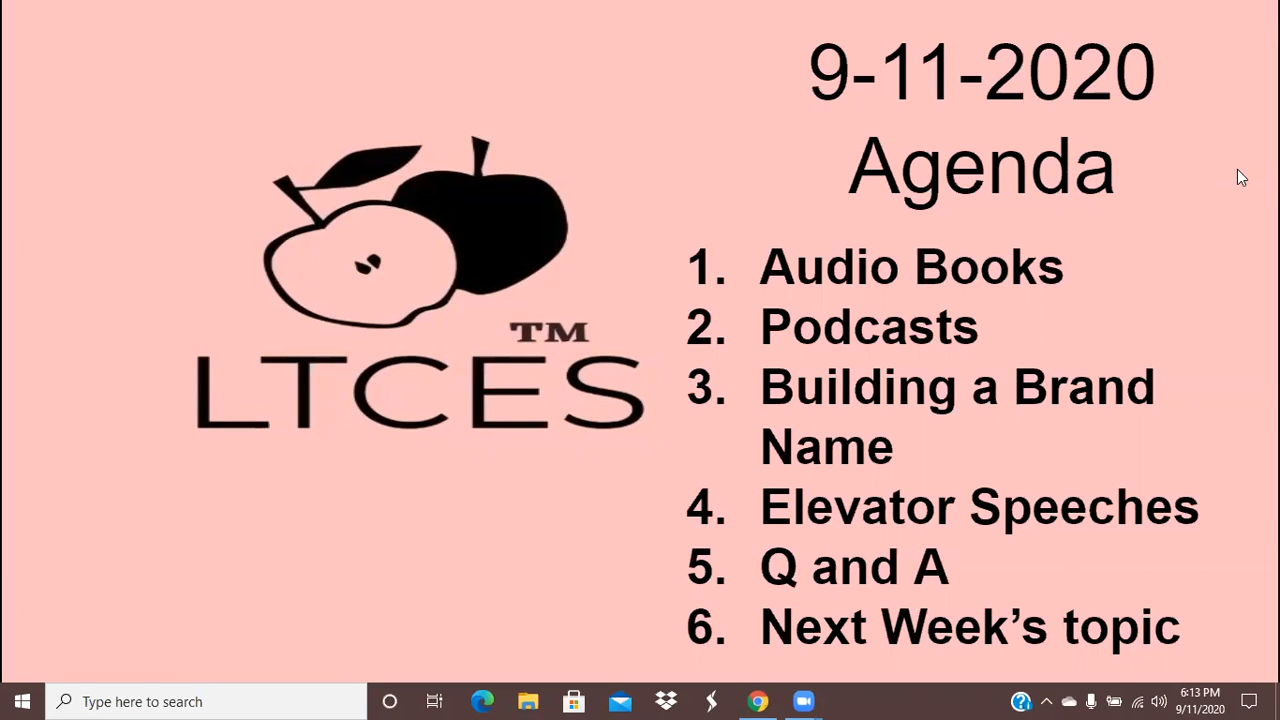 9-11-2020
Agenda
TM
LTCES
1. Audio Books
2. Podcasts
3. Building a Brand
Name
4. Elevator Speeches
5. Q and A
6. Next Week’s topic
Type here to search
6:13 PM
9/11/2020